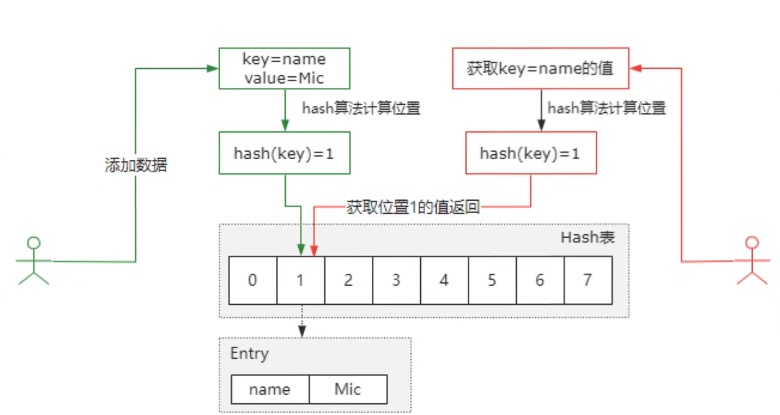 key=name
value=Mic
获取key=name的值
hash算法计算位置
hash算法计算位置
添加数据
hash(key)=1
hash(key)=1
获取位置1的值返回
Hash表
0 1 2 3 4 5 6 7
Entry
name Mic